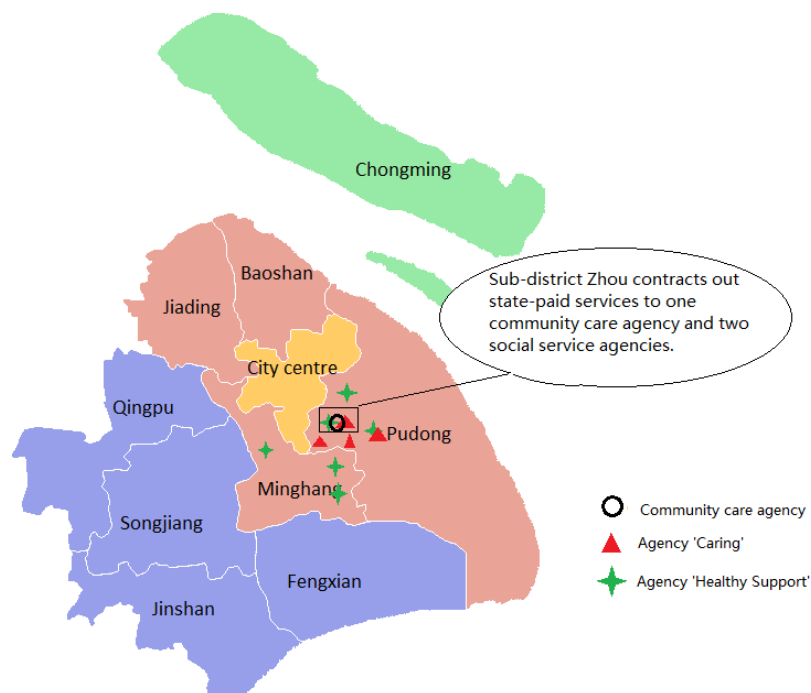 Chongming
Baoshan
Sub-district Zhou contracts out
state-paid services to one
community care agency and two
social service agencies.
Jiading
City centre
Qingpu
Pudong
Minghang
Songjiang
Fengxian
Jinshan
Community care agency
Agency 'Caring'
Agency 'Healthy Support'